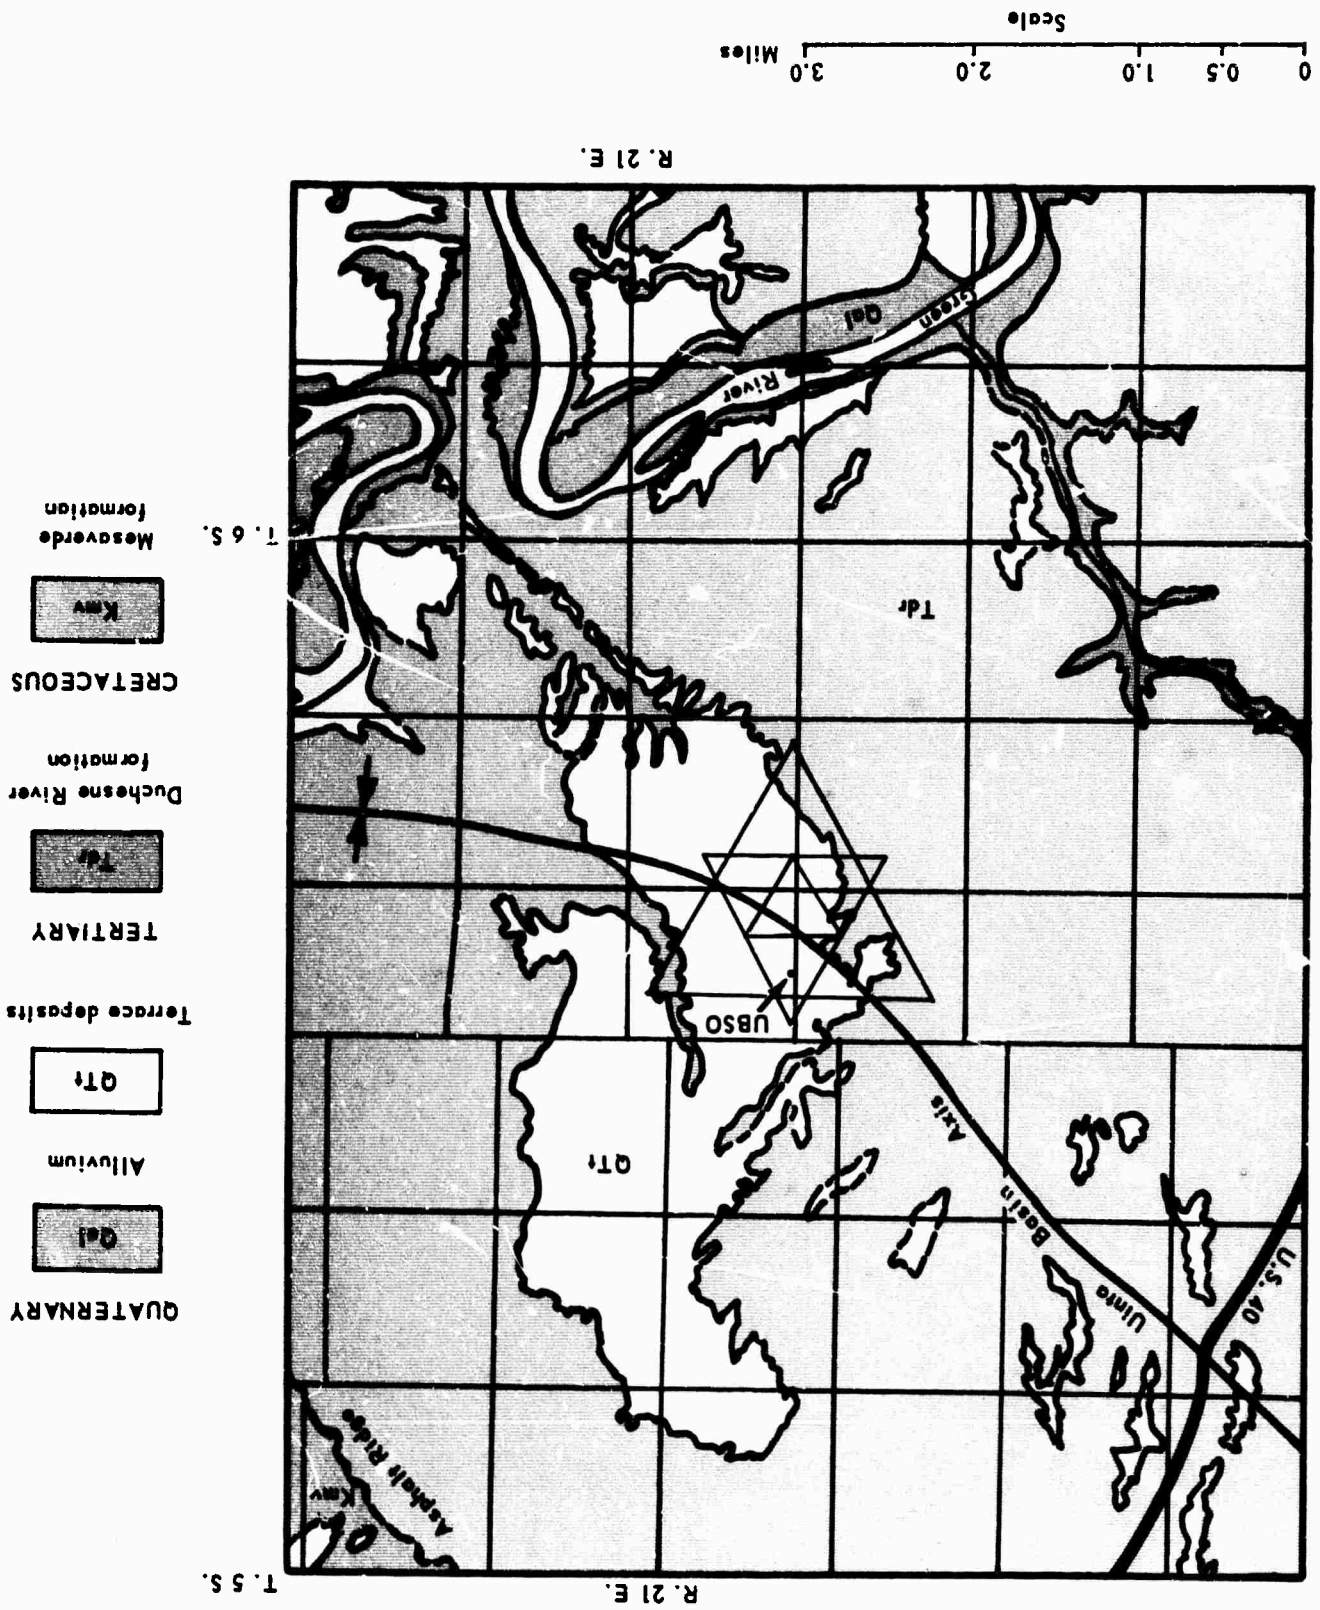 R. 21 E.
T. 5 S.
Asphalt Ridge
Kmv
U.S. 40
Uinta
Basin
Axis
QTt
UBSO
Tdr
T. 6 S.
River
Green
Qal
R. 21 E.
QUATERNARY
Qal
Alluvium
QTt
Terrace deposits
TERTIARY
Tdr
Duchesne River
formation
CRETACEOUS
Kmv
Mesaverde
formation
0
0.5
1.0
2.0
3.0
Miles
Scale